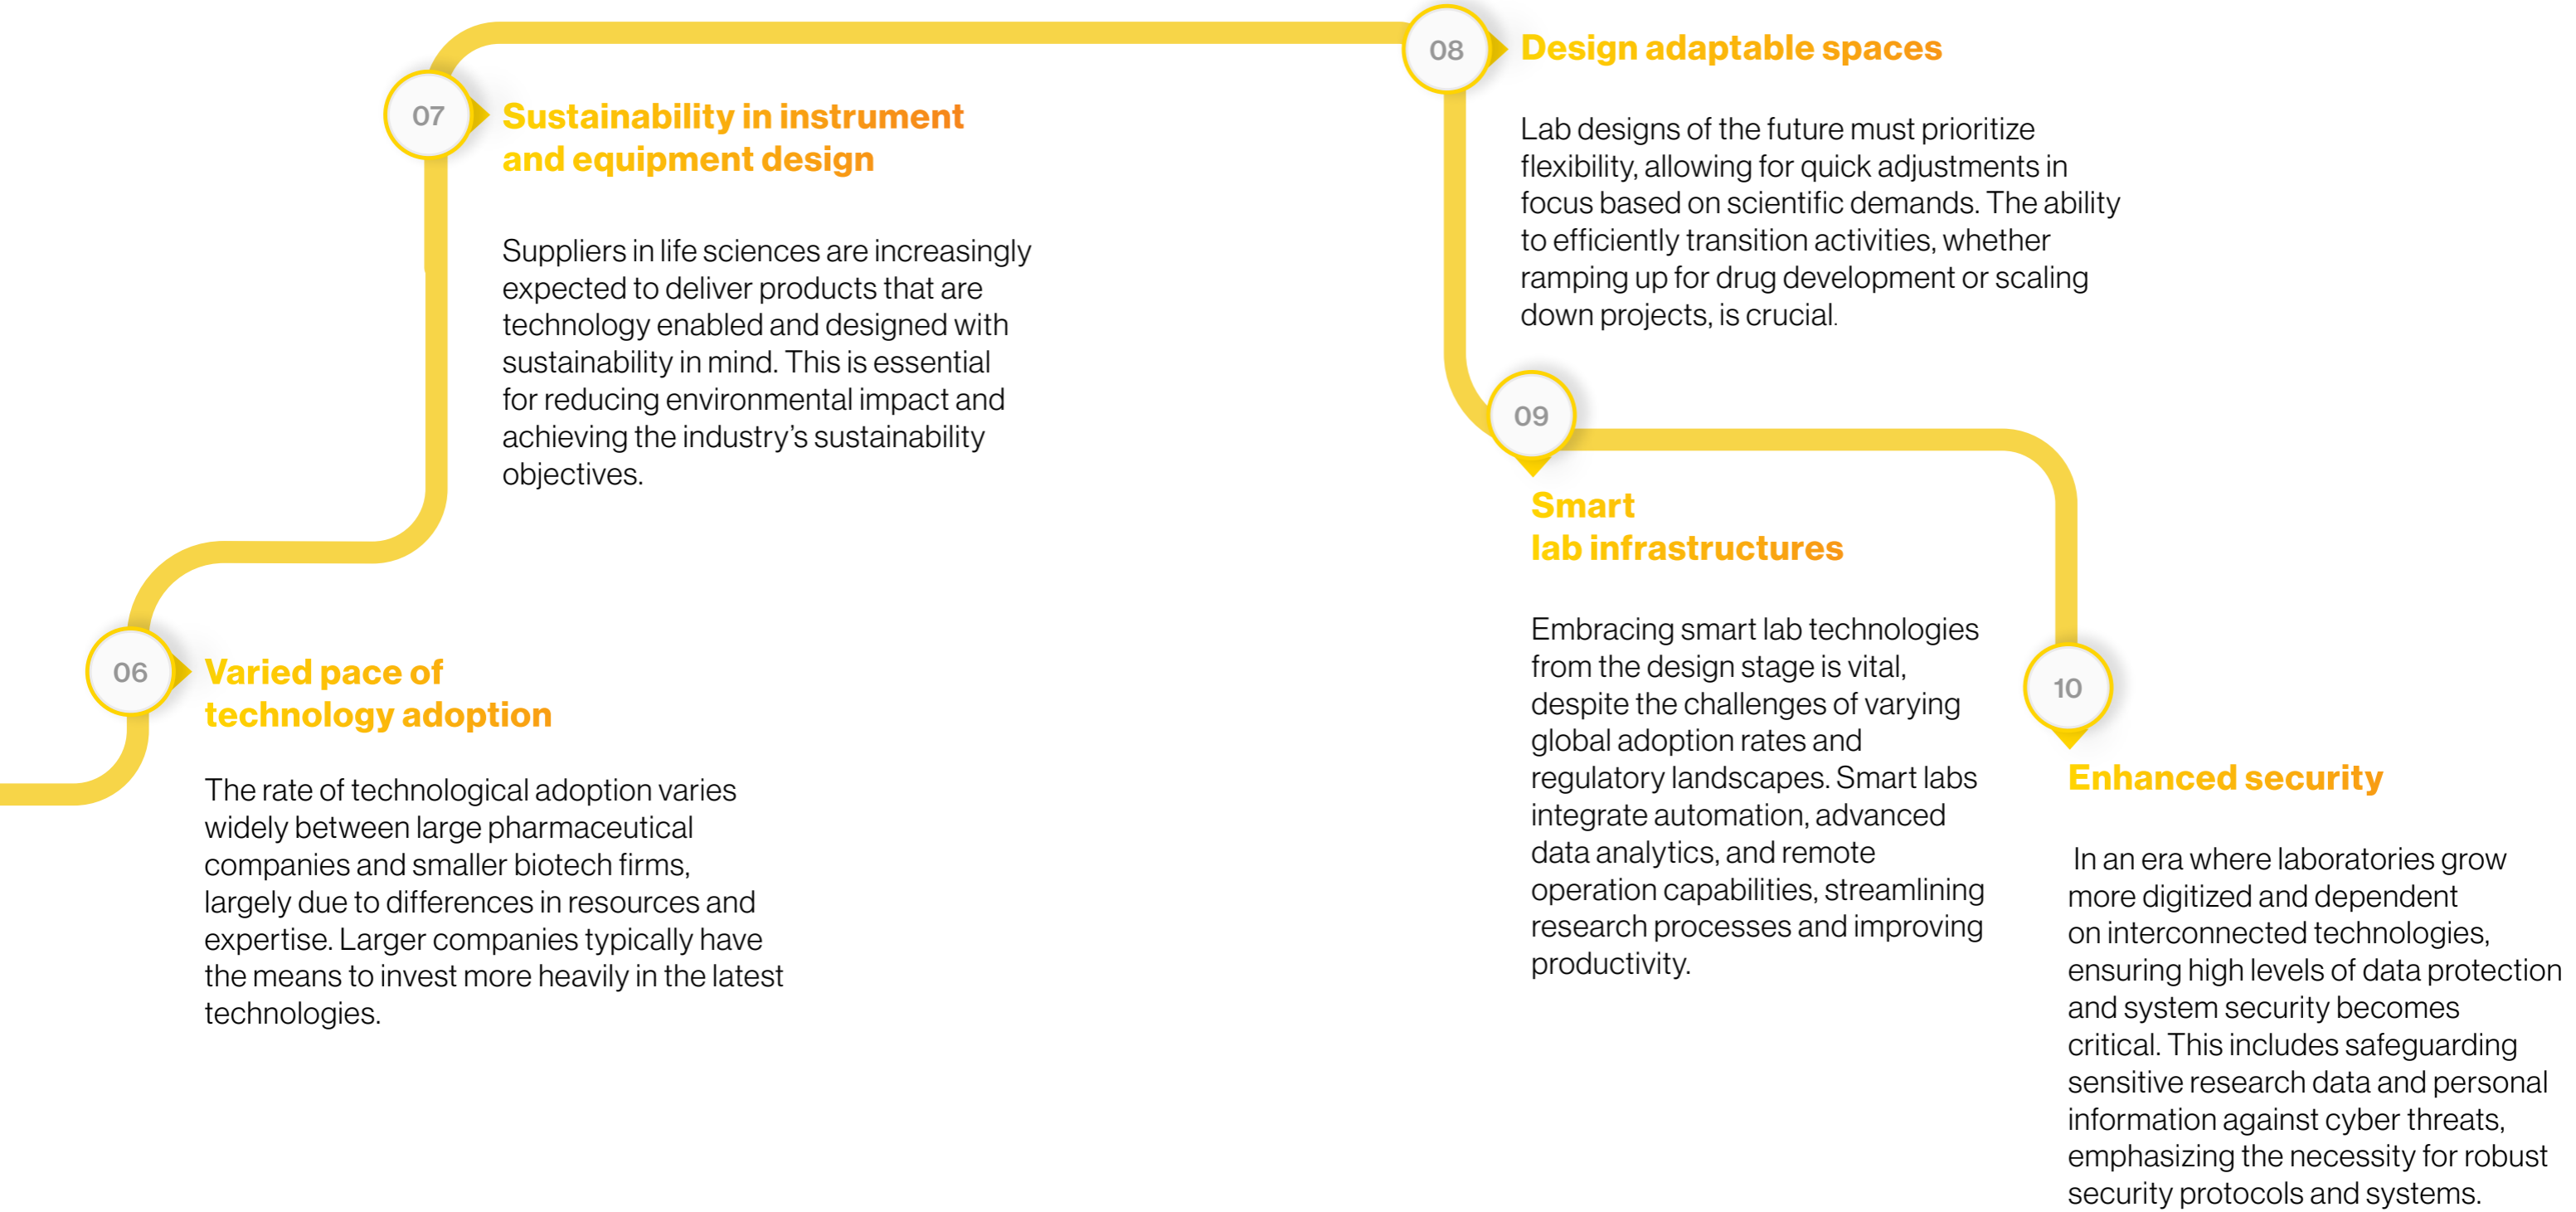 06
Varied pace of
technology adoption
The rate of technological adoption varies
widely between large pharmaceutical
companies and smaller biotech firms,
largely due to differences in resources and
expertise. Larger companies typically have
the means to invest more heavily in the latest
technologies.
07
Sustainability in instrument
and equipment design
Suppliers in life sciences are increasingly
expected to deliver products that are
technology enabled and designed with
sustainability in mind. This is essential
for reducing environmental impact and
achieving the industry’s sustainability
objectives.
08
Design adaptable spaces
Lab designs of the future must prioritize
flexibility, allowing for quick adjustments in
focus based on scientific demands. The ability
to efficiently transition activities, whether
ramping up for drug development or scaling
down projects, is crucial.
09
Smart
lab infrastructures
Embracing smart lab technologies
from the design stage is vital,
despite the challenges of varying
global adoption rates and
regulatory landscapes. Smart labs
integrate automation, advanced
data analytics, and remote
operation capabilities, streamlining
research processes and improving
productivity.
10
Enhanced security
In an era where laboratories grow
more digitized and dependent
on interconnected technologies,
ensuring high levels of data protection
and system security becomes
critical. This includes safeguarding
sensitive research data and personal
information against cyber threats,
emphasizing the necessity for robust
security protocols and systems.